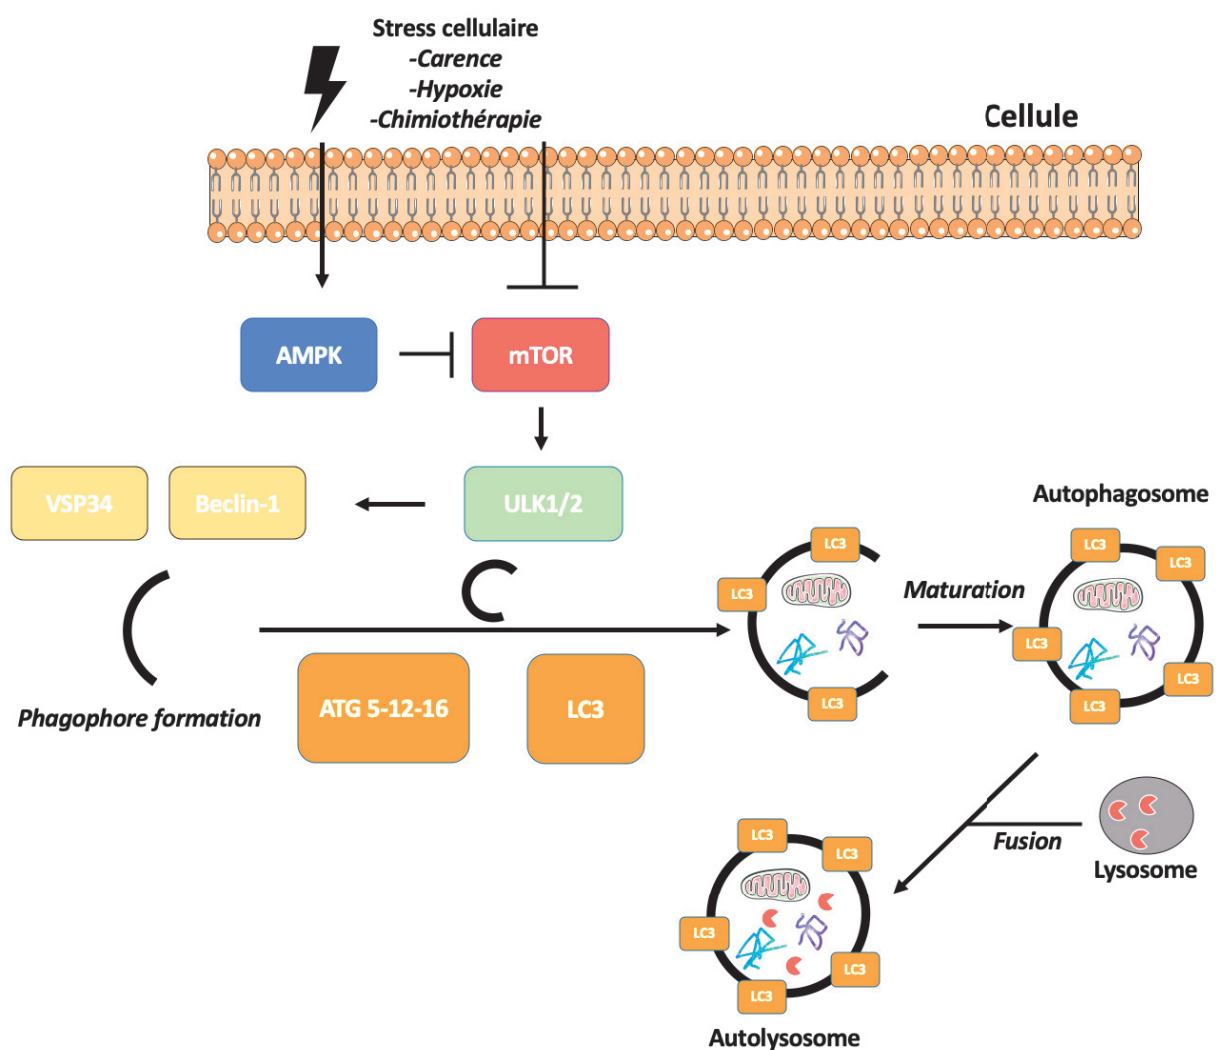 Stress cellulaire
-Carence
-Hypoxie
-Chimiothérapie
Cellule
AMPK
mTOR
VSP34
Beclin-1
ULK1/2
Autophagosome
LC3
LC3
Maturation
LC3
LC3
LC3
LC3
LC3
LC3
Phagophore formation
ATG 5-12-16
LC3
Fusion
Lysosome
LC3
LC3
LC3
LC3
LC3
Autolysosome